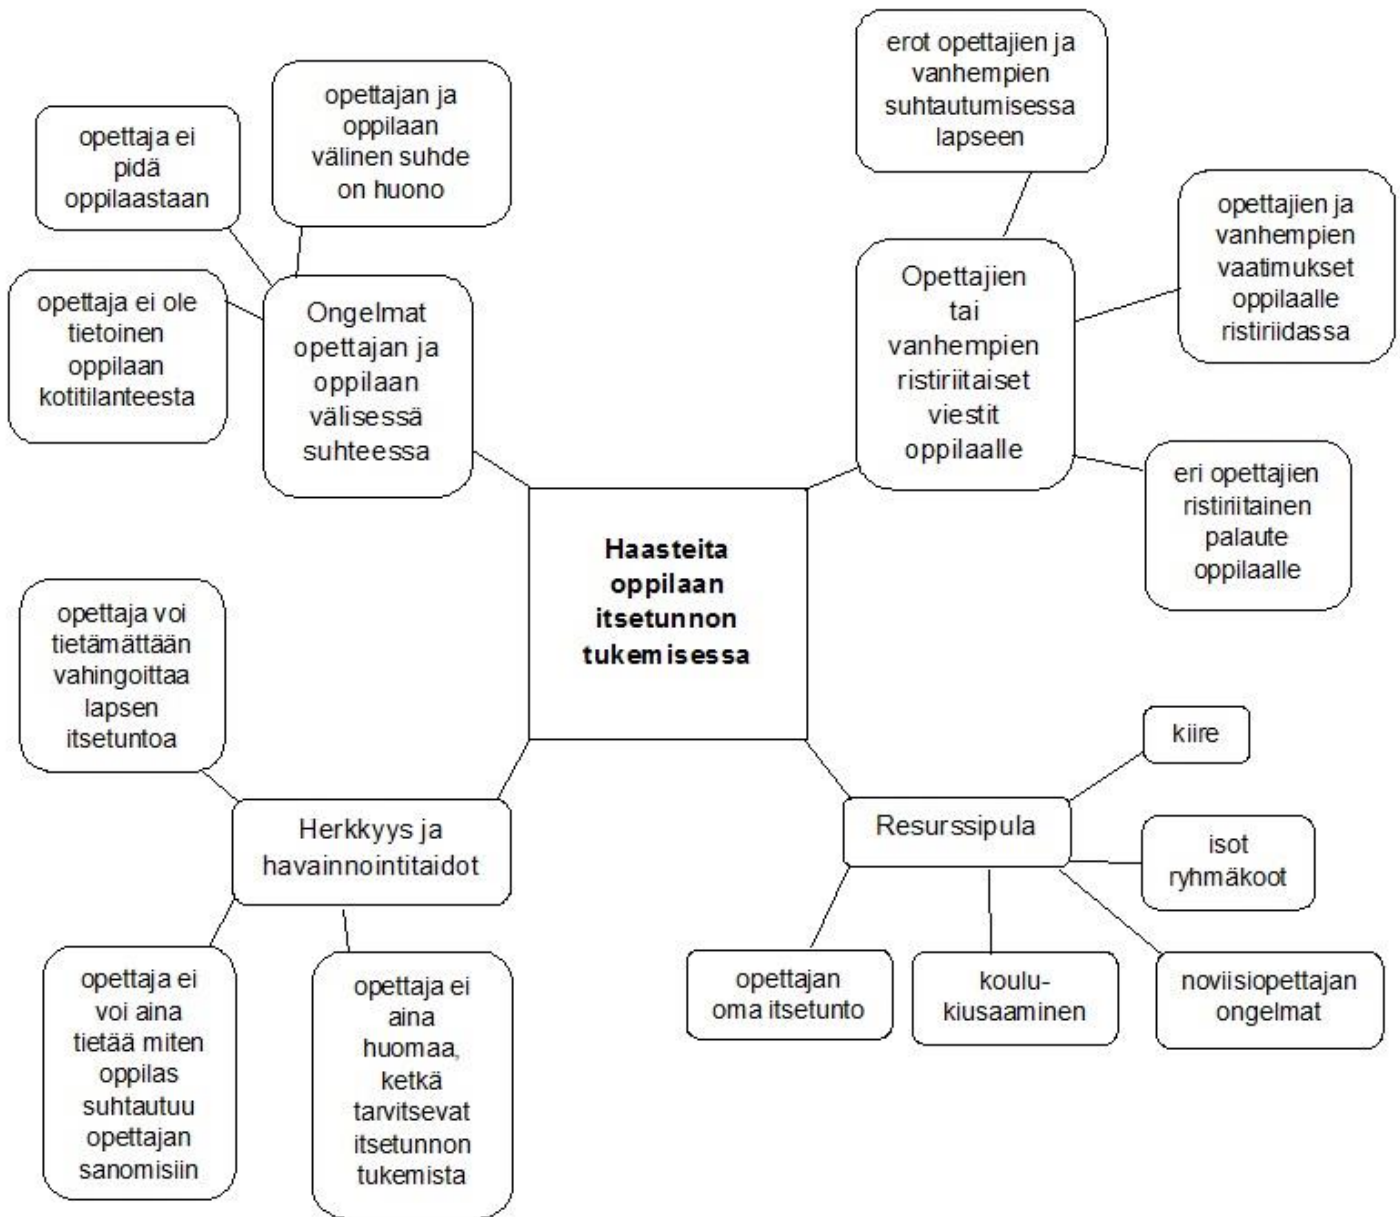 opettajan ja
oppilaan
välinen suhde
on huono
opettaja ei
pidä
oppilaastaan
opettaja ei ole
tietoinen
oppilaan
kotitilanteesta
Ongelmat
opettajan ja
oppilaan
välisessä
suhteessa
erot opettajien ja
vanhempien
suhtautumisessa
lapseen
opettajien ja
vanhempien
vaatimukset
oppilaalle
ristiriidassa
Opettajien
tai
vanhempien
ristiriitaiset
viestit
oppilaalle
eri opettajien
ristiriitainen
palaute
oppilaalle
Haasteita
oppilaan
itsetunnon
tukemisessa
opettaja voi
tietämättään
vahingoittaa
lapsen
itsetuntoa
Herkkyys ja
havainnointitaidot
opettaja ei
voi aina
tietää miten
oppilas
suhtautuu
opettajan
sanomisiin
opettaja ei
aina
huomaa,
ketkä
tarvitsevat
itsetunnon
tukemista
kiire
Resurssipula
isot
ryhmäkoot
opettajan
oma itsetunto
koulu-
kiusaaminen
noviisiopettajan
ongelmat